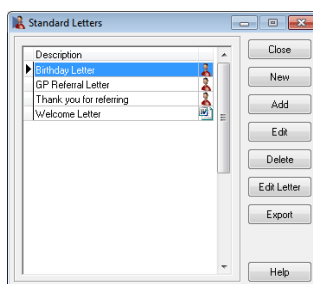 Standard Letters
Description
Birthday Letter
GP Referral Letter
Thank you for referring
Welcome Letter
Close
New
Add
Edit
Delete
Edit Letter
Export
Help